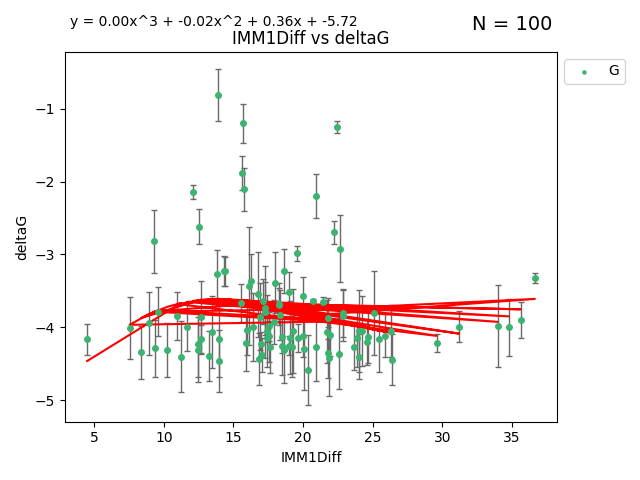 y = 0.00x^3 + -0.02x^2 + 0.36x + -5.72
N = 100
IMM1Diff vs deltaG
G
−1
−2
−3
−4
−5
deltaG
5 10 15 20 25 30 35
IMM1Diff